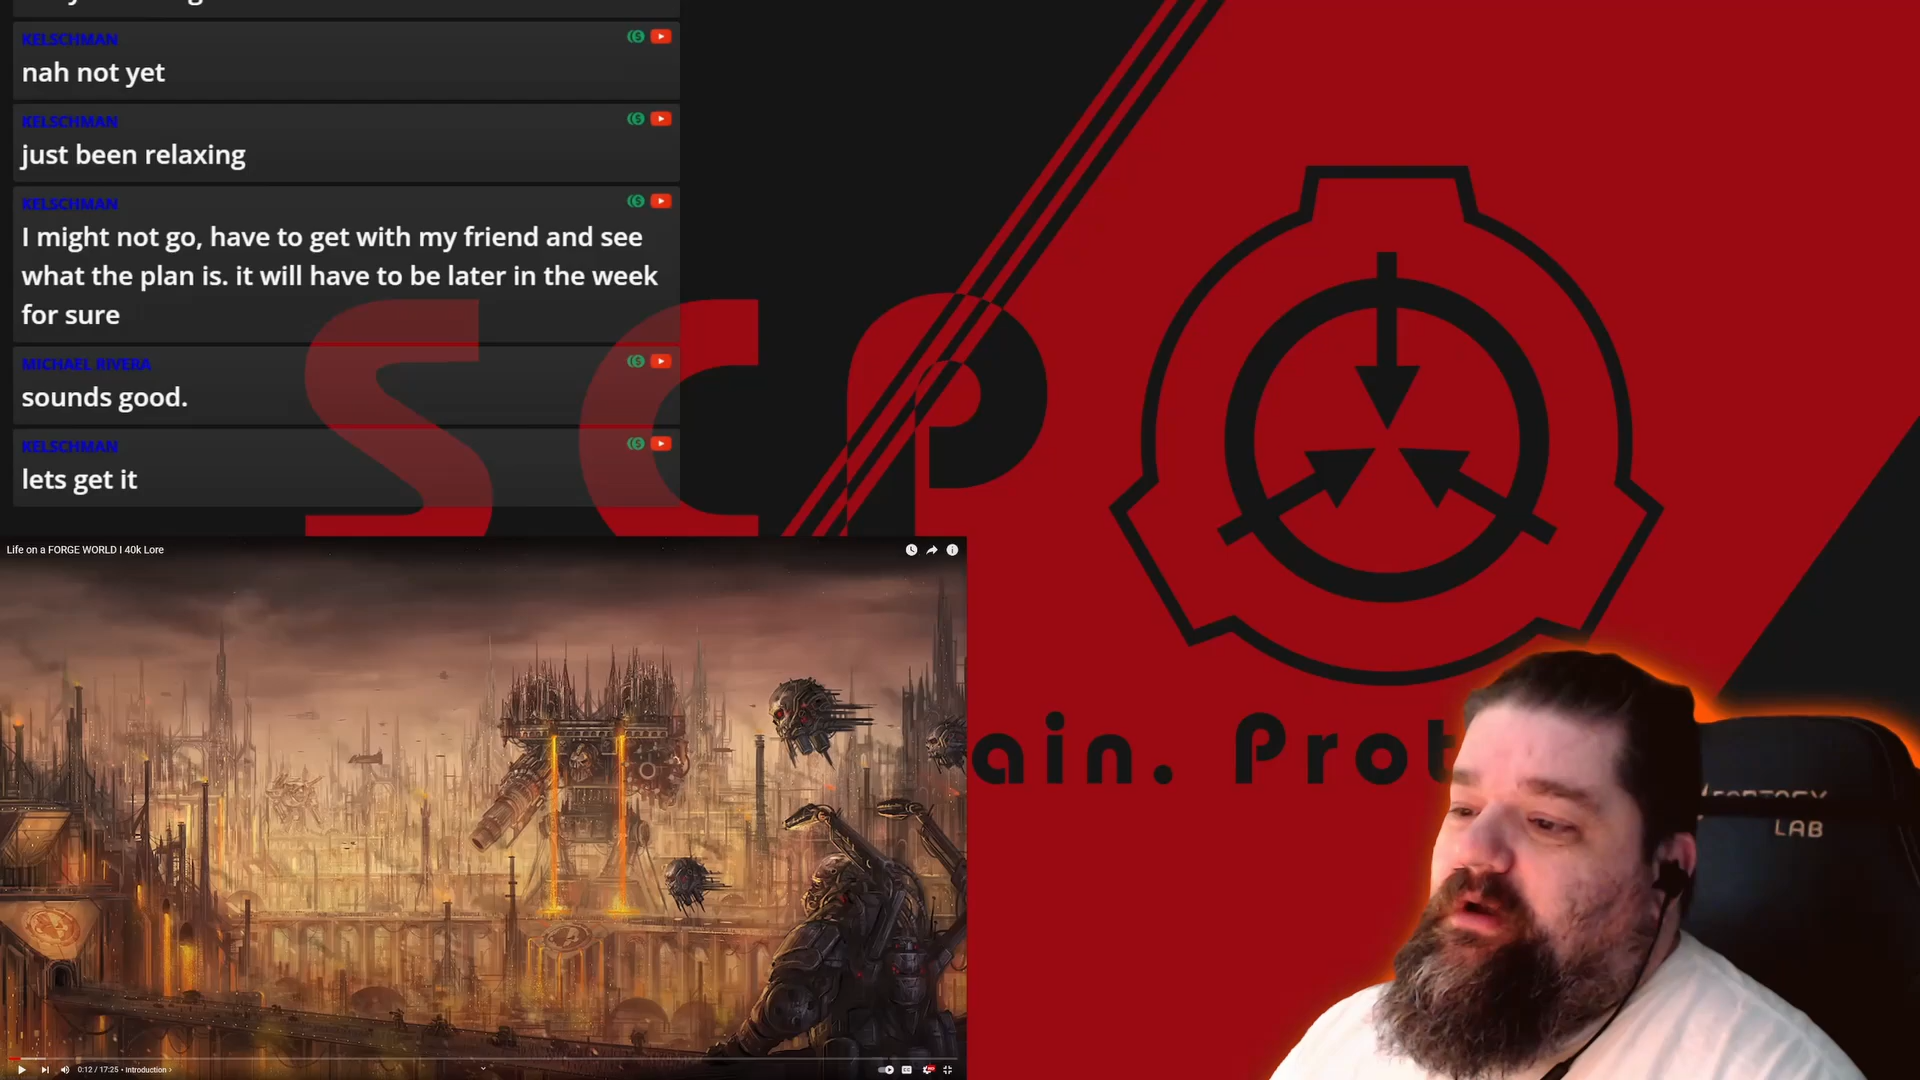 KELSCHMAN
nah not yet
KELSCHMAN
just been relaxing
KELSCHMAN
I might not go, have to get with my friend and see
what the plan is. it will have to be later in the week
for sure
MICHAEL RIVERA
sounds good.
KELSCHMAN
lets get it
SCP
Life on a FORGE WORLD I 40k Lore
ain. Prot
LAB
0:12 / 17:25 • Introduction ›